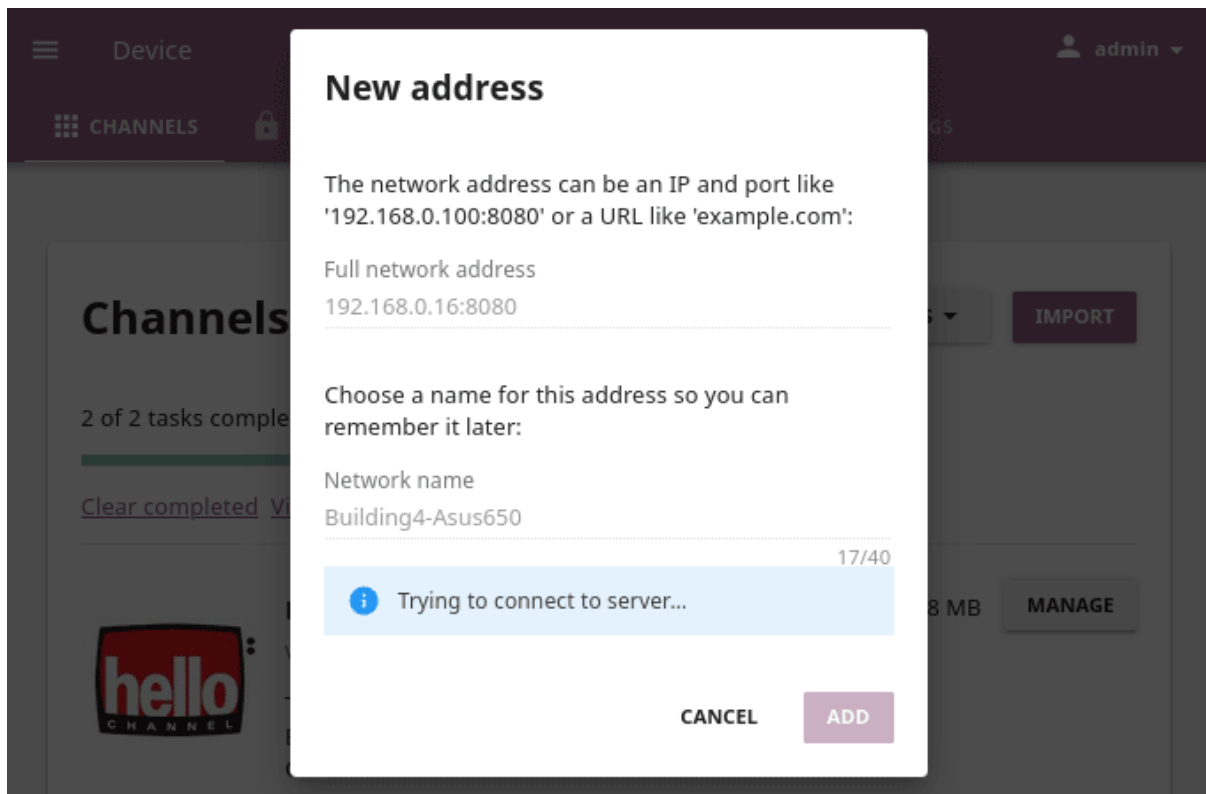 Device
admin
CHANNELS
GS
New address
The network address can be an IP and port like
'192.168.0.100:8080' or a URL like 'example.com':
Full network address
192.168.0.16:8080
Choose a name for this address so you can
remember it later:
Network name
Building4-Asus650
17/40
Trying to connect to server...
CANCEL
ADD
Channels
IMPORT
2 of 2 tasks comple
Clear completed Vi
8 MB
MANAGE
hello
CHANNEL